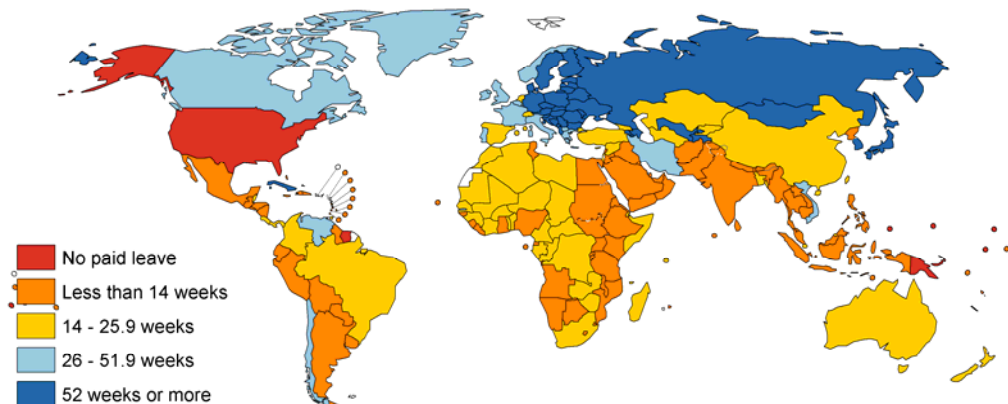 No paid leave
Less than 14 weeks
14 - 25.9 weeks
26 - 51.9 weeks
52 weeks or more